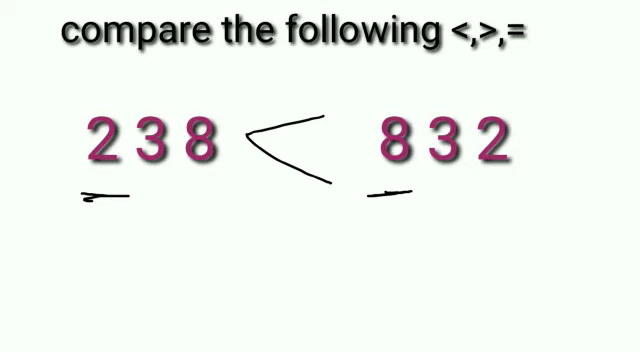 compare the following <,>,=
238 < 832